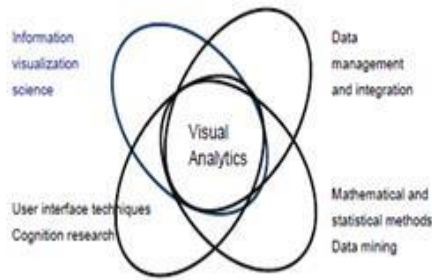 Information
visualization
science
Data
management
and integration
Visual
Analytics
User interface techniques
Cognition research
Mathematical and
statistical methods
Data mining